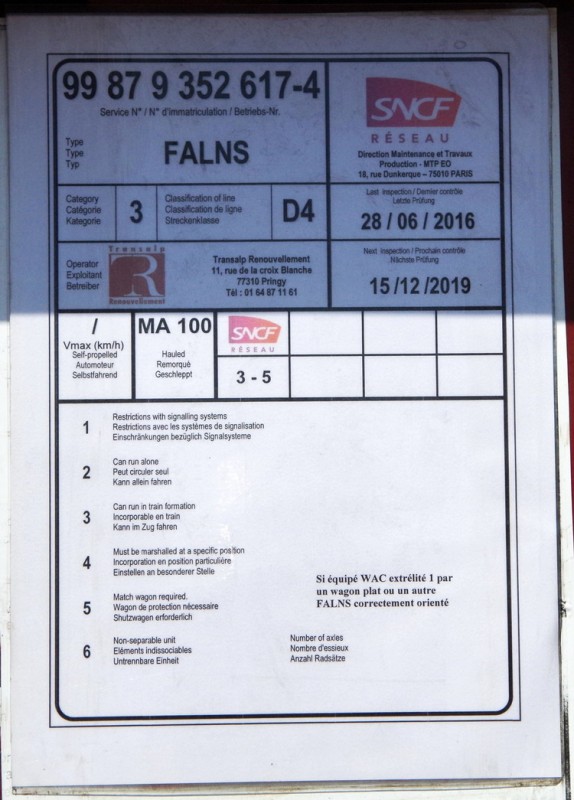 99 87 9 352 617-4
Service N° / N° d'immatriculation / Betriebs-Nr.
Type
Type
Typ
FALNS
SNCF
RÉSEAU
Direction Maintenance et Travaux
Production - MTP EO
18, rue Dunkerque – 75010 PARIS
Category
Catégorie
Kategorie
3
Classification of line
Classification de ligne
Streckenklasse
D4
Last inspection / Dernier contrôle
Letzte Prüfung
28 / 06 / 2016
Operator
Exploitant
Betreiber
Transalp
R
Renouvellement
Transalp Renouvellement
11, rue de la croix Blanche
77310 Pringy
Tél : 01 64 87 11 61
Next inspection / Prochain contrôle
Nächste Prüfung
15 /12 /2019
/
Vmax (km/h)
Self-propelled
Automoteur
Selbstfahrend
MA 100
Hauled
Remorqué
Geschleppt
SNCF
RÉSEAU
3 - 5
1
Restrictions with signalling systems
Restrictions avec les systèmes de signalisation
Einschränkungen bezüglich Signalsysteme
2
Can run alone
Peut circuler seul
Kann allein fahren
3
Can run in train formation
Incorporable en train
Kann im Zug fahren
4
Must be marshalled at a specific position
Incorporation en position particulière
Einstellen an besonderer Stelle
5
Match wagon required.
Wagon de protection nécessaire
Shutzwagen erforderlich
Si équipé WAC extrélité 1 par
un wagon plat ou un autre
FALNS correctement orienté
6
Non-separable unit
Eléments indissociables
Untrennbare Einheit
Number of axles
Nombre d'essieux
Anzahl Radsätze